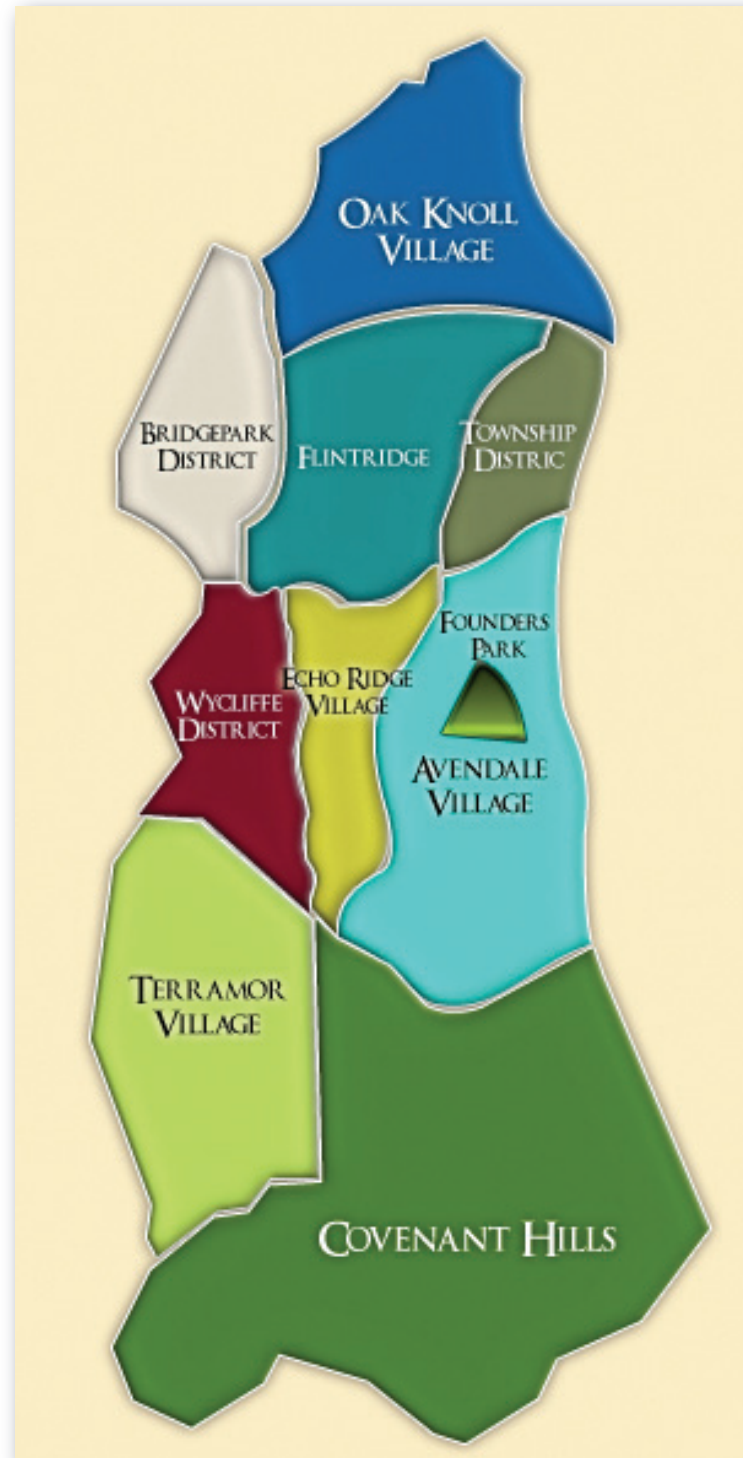 OAK KNOLL
VILLAGE
BRIDGEPARK
DISTRICT
FLINTRIDGE
TOWNSHIP
DISTRIC
FOUNDERS
PARK
WYCLIFFE
DISTRICT
ECHO RIDGE
VILLAGE
AVENDALE
VILLAGE
TERRAMOR
VILLAGE
COVENANT HILLS